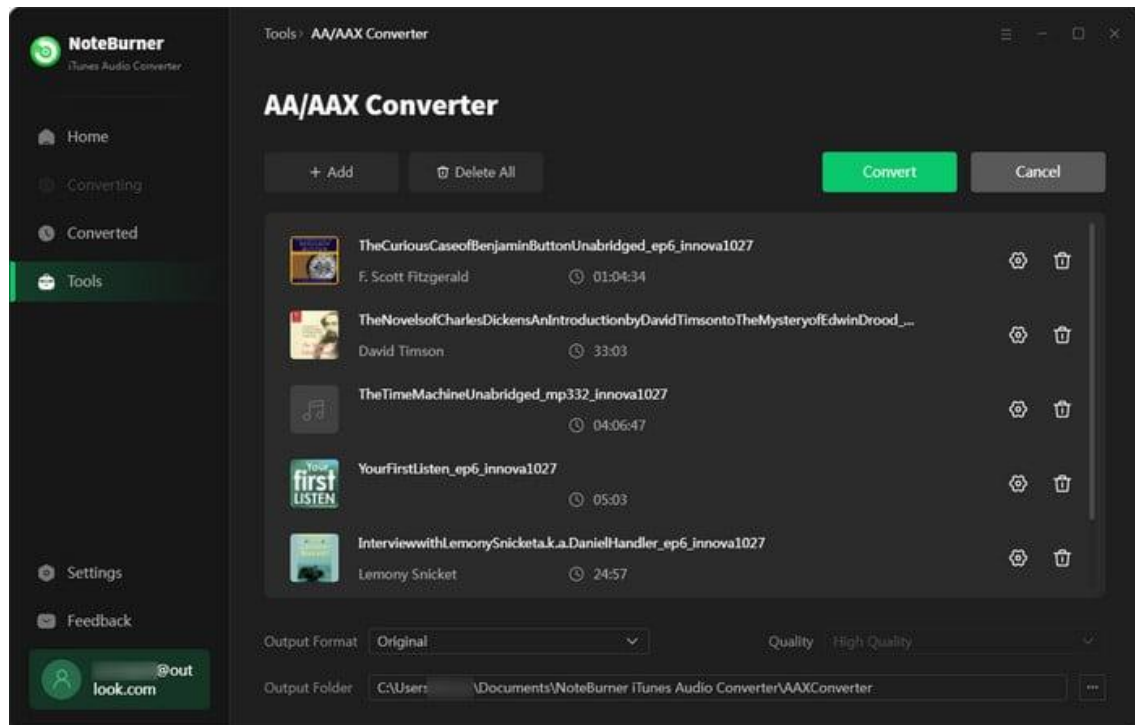 NoteBurner
iTunes Audio Converter
Home
Converting
Converted
Tools
Settings
Feedback
@out
look.com
Tools › AA/AAX Converter
AA/AAX Converter
+ Add
Delete All
Convert
Cancel
TheCuriousCaseofBenjaminButtonUnabridged_ep6_innova1027
F. Scott Fitzgerald 01:04:34
TheNovelsofCharlesDickensAnIntroductionbyDavidTimsontoTheMysteryofEdwinDrood_...
David Timson 33:03
TheTimeMachineUnabridged_mp332_innova1027
04:06:47
Your
first
LISTEN
YourFirstListen_ep6_innova1027
05:03
InterviewwithLemonySnicketa.k.a.DanielHandler_ep6_innova1027
Lemony Snicket 24:57
Output Format Original
Quality High Quality
Output Folder C:\Users \Documents\NoteBurner iTunes Audio Converter\AAXConverter
...